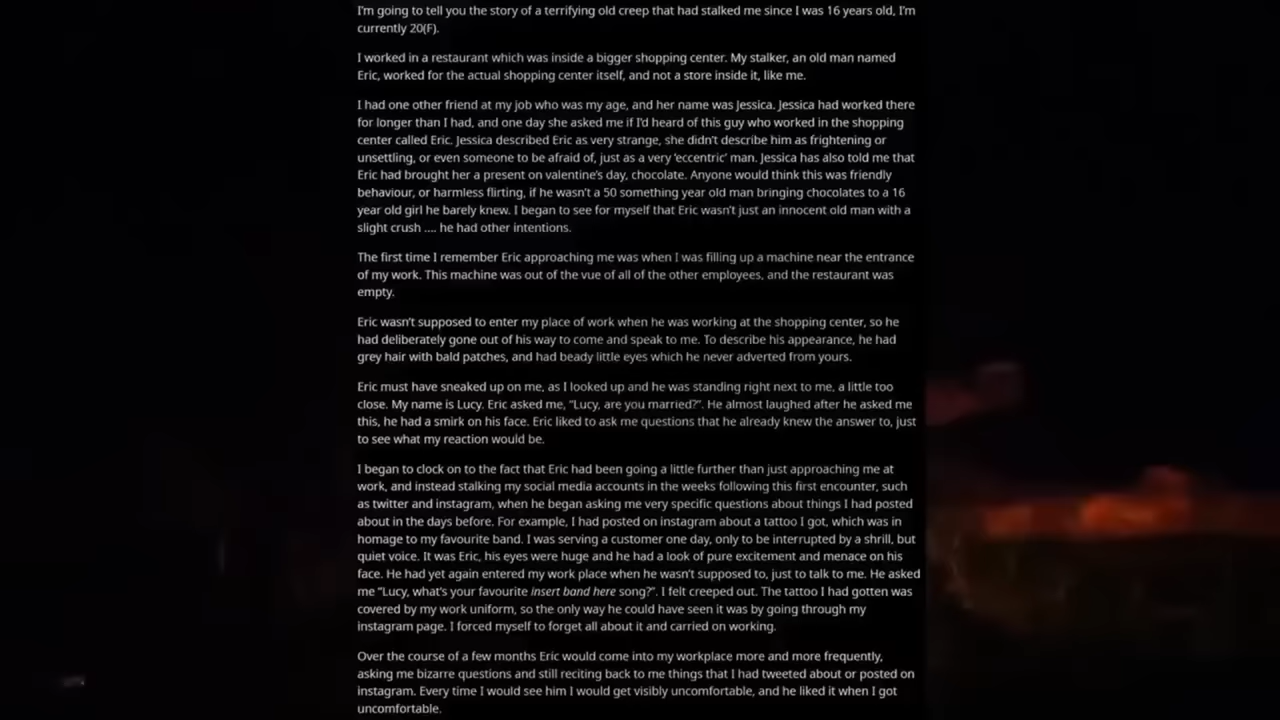 I'm going to tell you the story of a terrifying old creep that had stalked me since I was 16 years old, I'm
currently 20(F).
I worked in a restaurant which was inside a bigger shopping center. My stalker, an old man named
Eric, worked for the actual shopping center itself, and not a store inside it, like me.
I had one other friend at my job who was my age, and her name was Jessica. Jessica had worked there
for longer than I had, and one day she asked me if I'd heard of this guy who worked in the shopping
center called Eric. Jessica described Eric as very strange, she didn't describe him as frightening or
unsettling, or even someone to be afraid of, just as a very 'eccentric' man. Jessica has also told me that
Eric had brought her a present on valentine's day, chocolate. Anyone would think this was friendly
behaviour, or harmless flirting, if he wasn't a 50 something year old man bringing chocolates to a 16
year old girl he barely knew. I began to see for myself that Eric wasn't just an innocent old man with a
slight crush .... he had other intentions.
The first time I remember Eric approaching me was when I was filling up a machine near the entrance
of my work. This machine was out of the vue of all of the other employees, and the restaurant was
empty.
Eric wasn't supposed to enter my place of work when he was working at the shopping center, so he
had deliberately gone out of his way to come and speak to me. To describe his appearance, he had
grey hair with bald patches, and had beady little eyes which he never adverted from yours.
Eric must have sneaked up on me, as I looked up and he was standing right next to me, a little too
close. My name is Lucy. Eric asked me, "Lucy, are you married?". He almost laughed after he asked me
this, he had a smirk on his face. Eric liked to ask me questions that he already knew the answer to, just
to see what my reaction would be.
I began to clock on to the fact that Eric had been going a little further than just approaching me at
work, and instead stalking my social media accounts in the weeks following this first encounter, such
as twitter and instagram, when he began asking me very specific questions about things I had posted
about in the days before. For example, I had posted on instagram about a tattoo I got, which was in
homage to my favourite band. I was serving a customer one day, only to be interrupted by a shrill, but
quiet voice. It was Eric, his eyes were huge and he had a look of pure excitement and menace on his
face. He had yet again entered my work place when he wasn't supposed to, just to talk to me. He asked
me "Lucy, what's your favourite insert band here song?". I felt creeped out. The tattoo I had gotten was
covered by my work uniform, so the only way he could have seen it was by going through my
instagram page. I forced myself to forget all about it and carried on working.
Over the course of a few months Eric would come into my workplace more and more frequently,
asking me bizarre questions and still reciting back to me things that I had tweeted about or posted on
instagram. Every time I would see him I would get visibly uncomfortable, and he liked it when I got
uncomfortable.